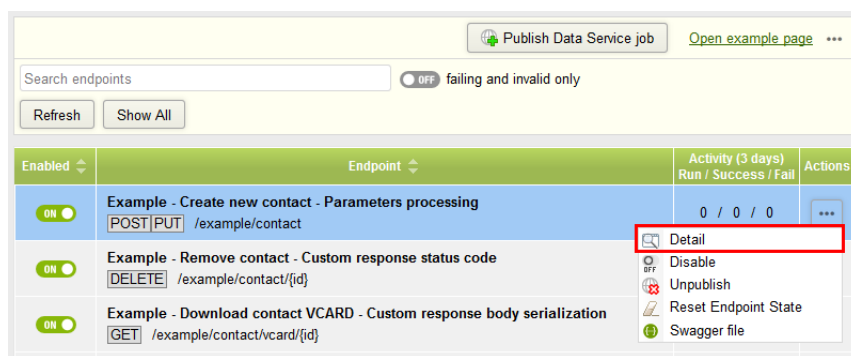 Publish Data Service job Open example page •••
Search endpoints OFF failing and invalid only
Refresh Show All
Enabled Endpoint Activity (3 days) Run / Success / Fail Actions
Example - Create new contact - Parameters processing
ON POST|PUT /example/contact 0 / 0 / 0 •••
Detail
Example - Remove contact - Custom response status code
ON DELETE /example/contact/{id}
OFF Disable
Unpublish
Example - Download contact VCARD - Custom response body serialization
ON GET /example/contact/vcard/{id}
Reset Endpoint State
Swagger file